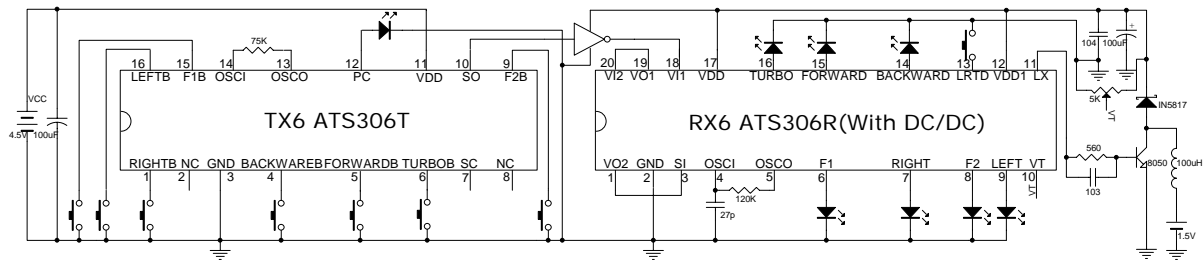 75K
16 15 14 13 12 11 10 9
LEFTB F1B OSCI OSCO PC VDD SO F2B
TX6 ATS306T
RIGHTB NC GND BACKWAREB FORWARDB TURBOB SC NC
1 2 3 4 5 6 7 8
VCC
4.5V 100uF
20 19 18 17 16 15 14 13 12 11
VI2 VO1 VI1 VDD TURBO FORWARD BACKWARD LRTD VDD1 LX
RX6 ATS306R(With DC/DC)
VO2 GND SI OSCI OSCO F1 RIGHT F2 LEFT VT
1 2 3 4 5 6 7 8 9 10
VT
120K
27p
104 100uF
+
5K
VT
IN5817
560
103
8050
100uH
1.5V